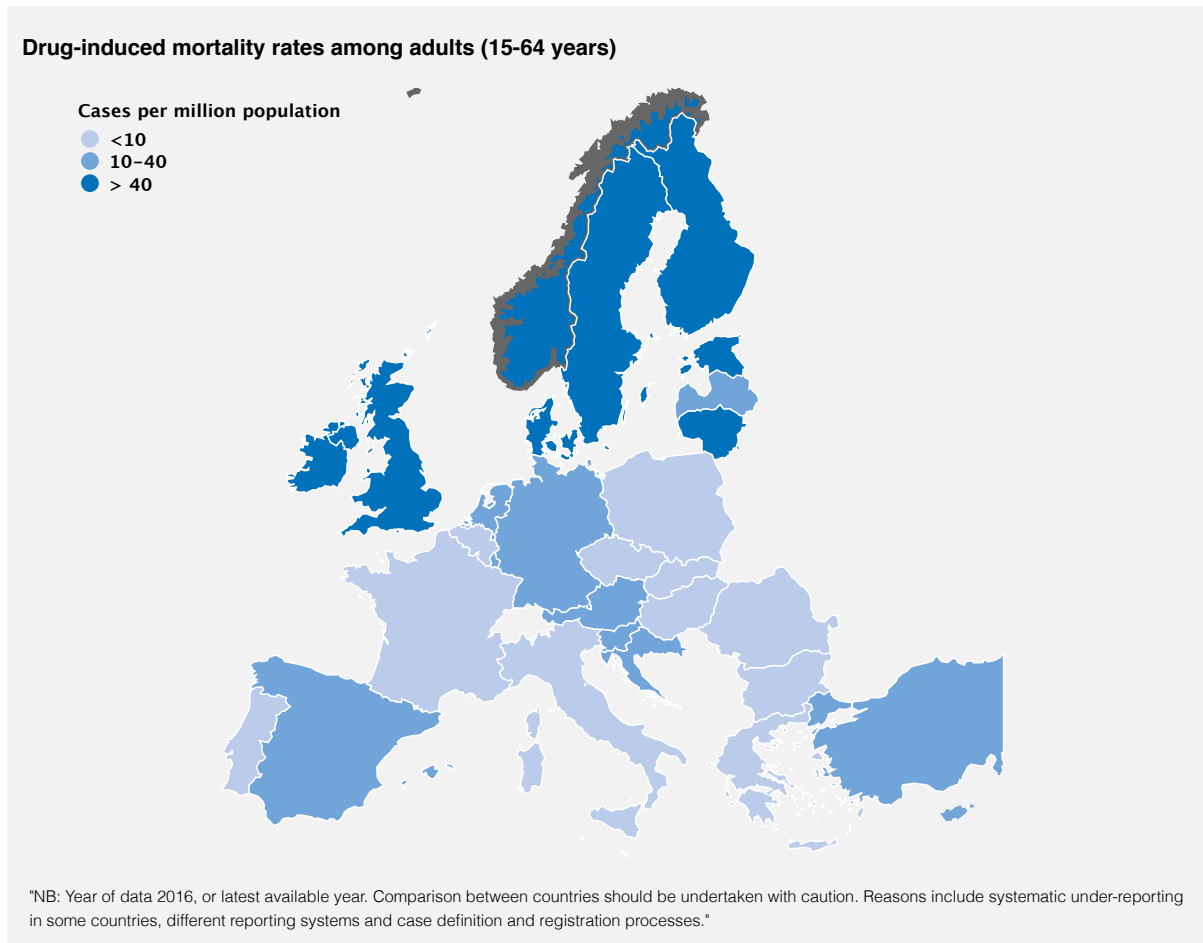 Drug-induced mortality rates among adults (15-64 years)
Cases per million population
<10
10–40
> 40
"NB: Year of data 2016, or latest available year. Comparison between countries should be undertaken with caution. Reasons include systematic under-reporting
in some countries, different reporting systems and case definition and registration processes."